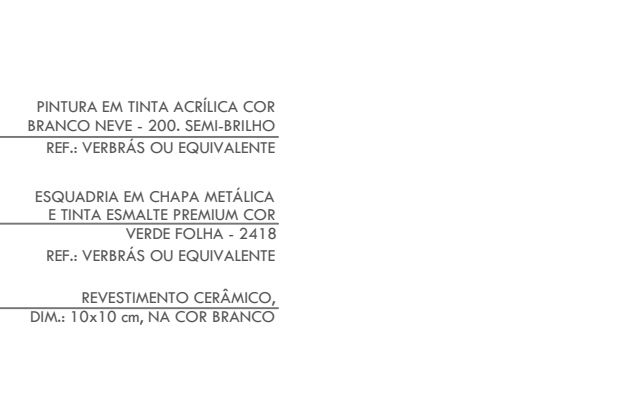 PINTURA EM TINTA ACRÍLICA COR
BRANCO NEVE - 200. SEMI-BRILHO
REF.: VERBRÁS OU EQUIVALENTE
ESQUADRIA EM CHAPA METÁLICA
E TINTA ESMALTE PREMIUM COR
VERDE FOLHA - 2418
REF.: VERBRÁS OU EQUIVALENTE
REVESTIMENTO CERÂMICO,
DIM.: 10x10 cm, NA COR BRANCO